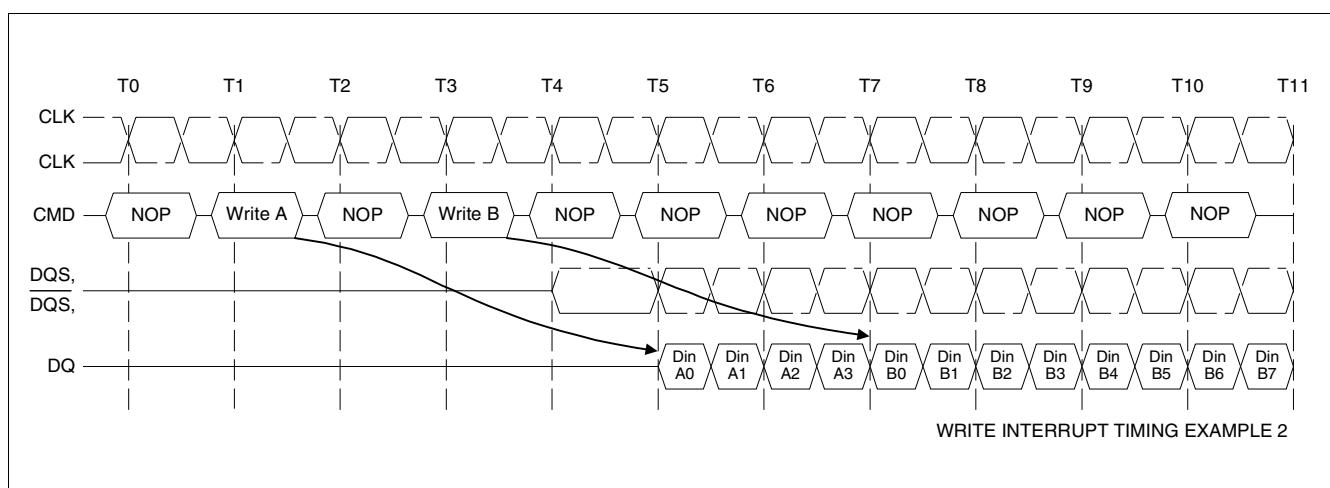 T0 T1 T2 T3 T4 T5 T6 T7 T8 T9 T10 T11
CLK
CLK
CMD NOP Write A NOP Write B NOP NOP NOP NOP NOP NOP NOP
DQS,
DQS,
DQ Din A0 Din A1 Din A2 Din A3 Din B0 Din B1 Din B2 Din B3 Din B4 Din B5 Din B6 Din B7
WRITE INTERRUPT TIMING EXAMPLE 2